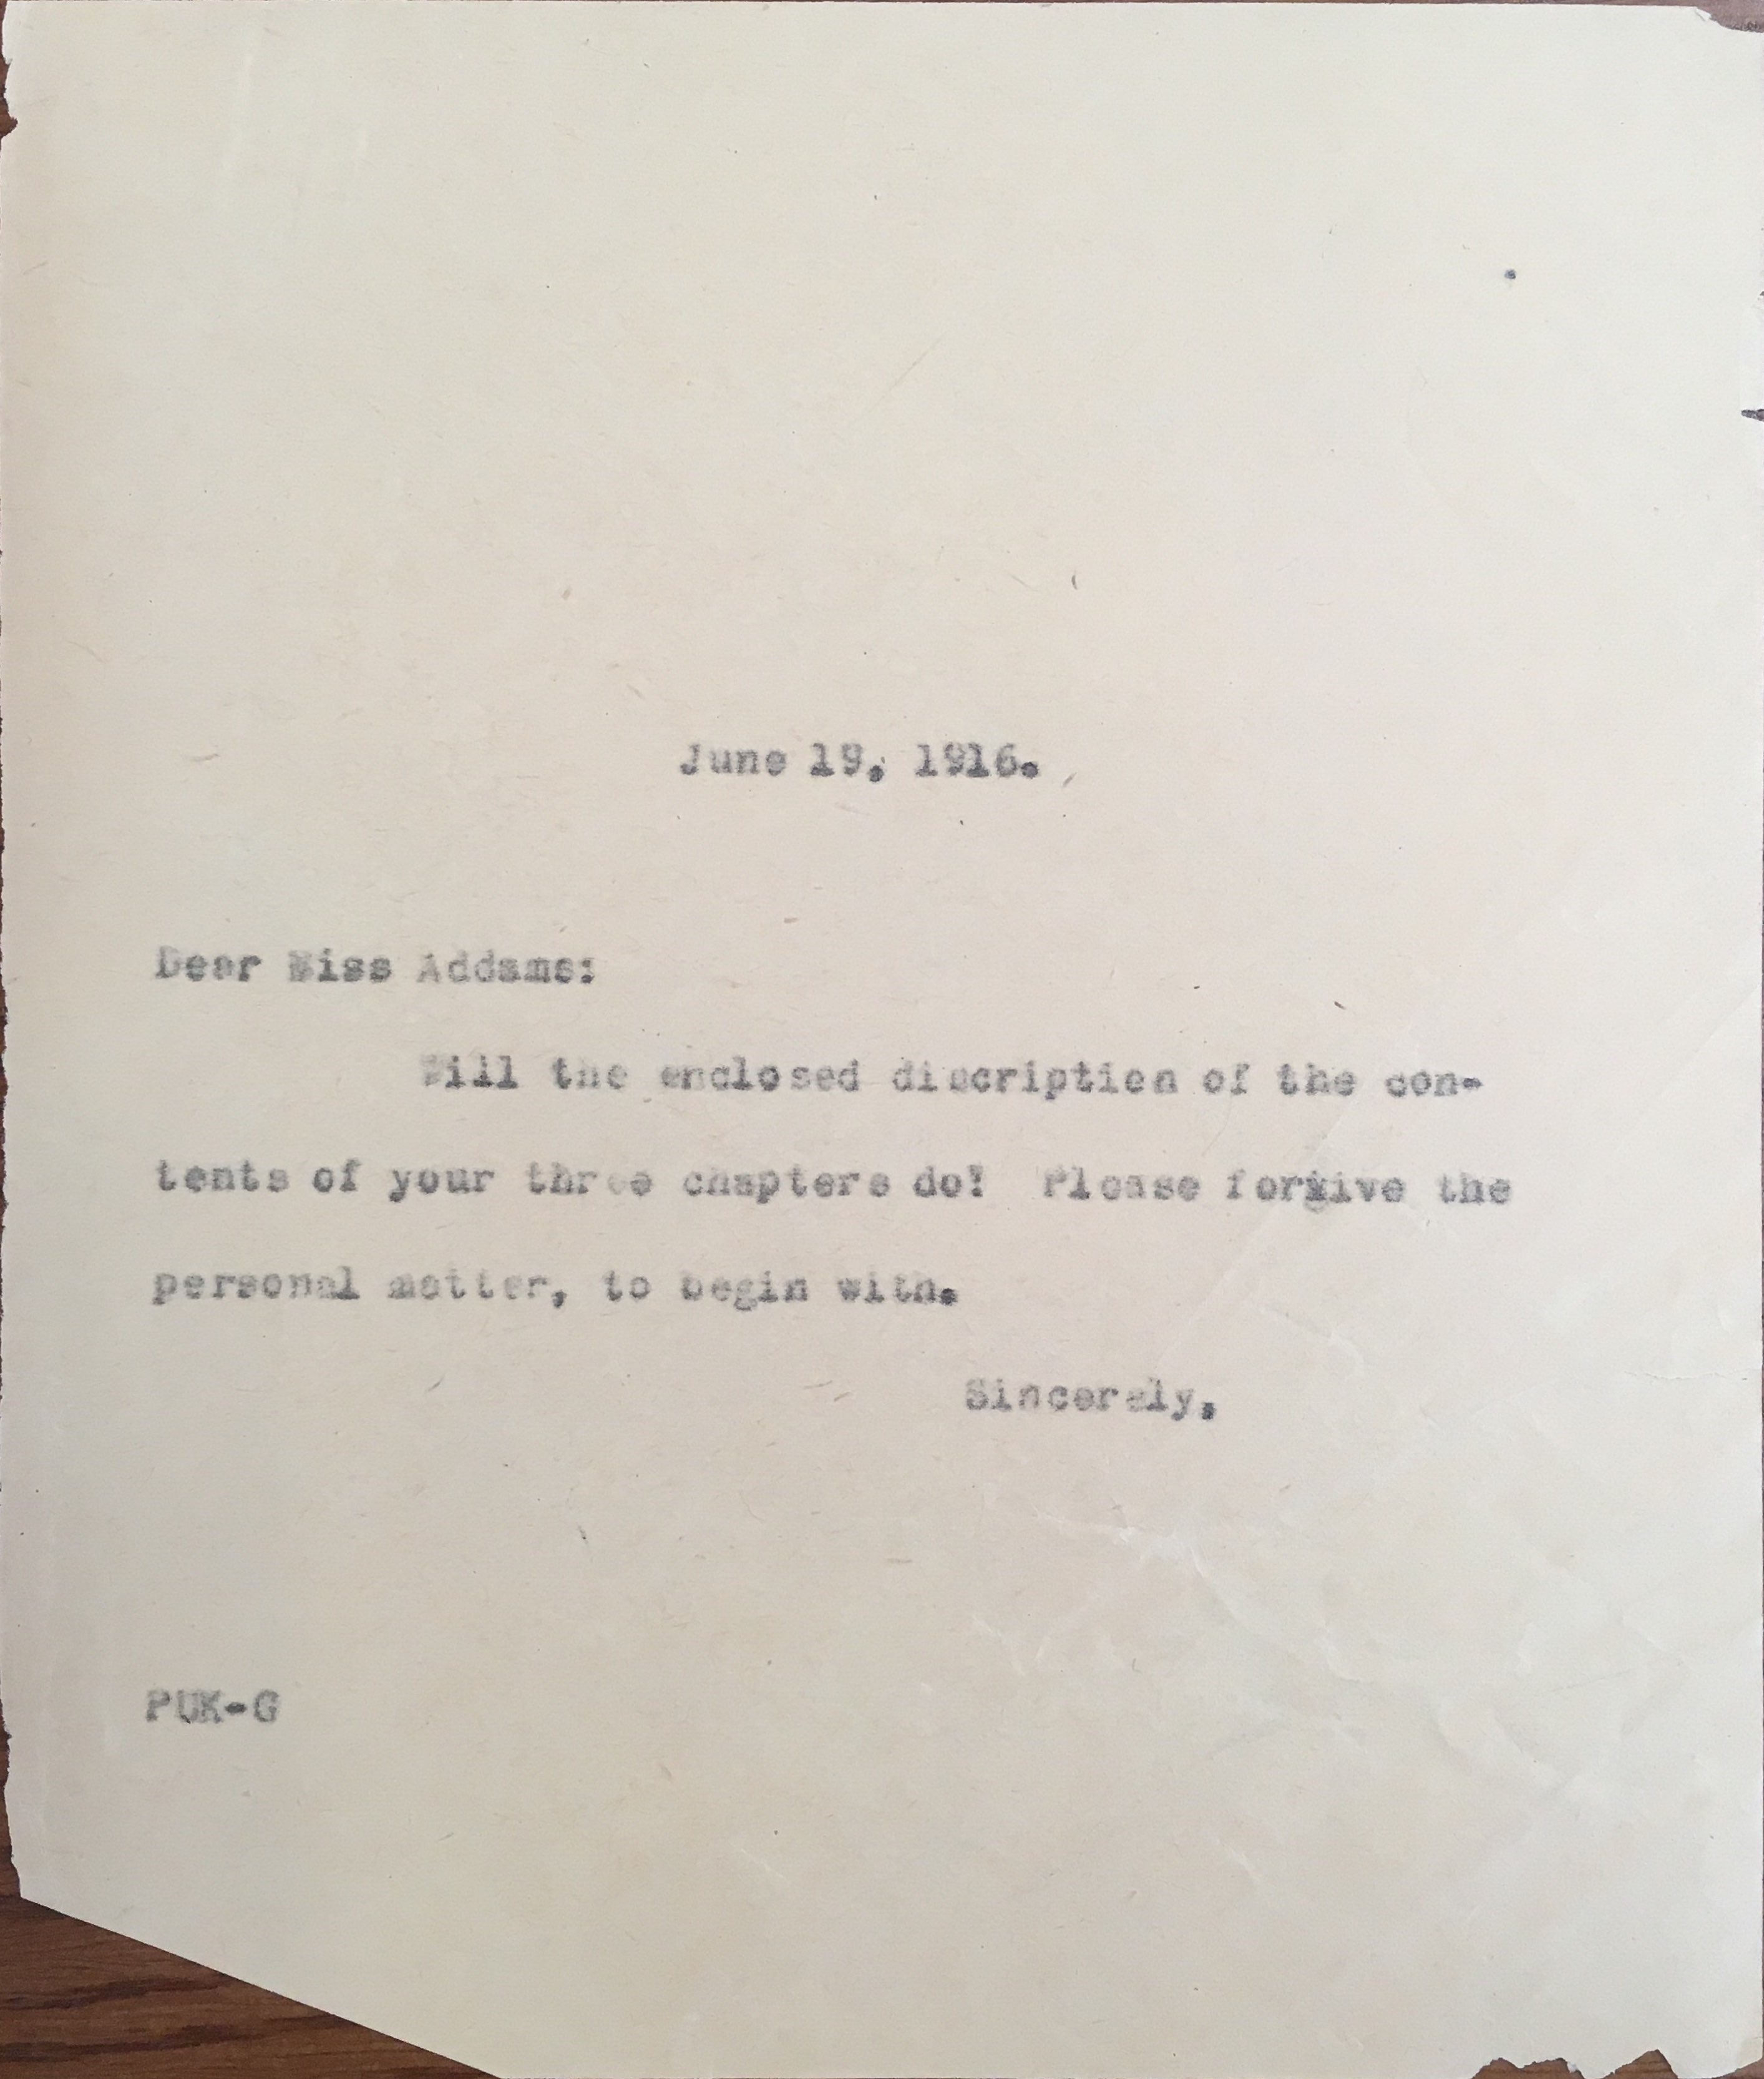 June 19, 1916.
Dear Miss Addams:
Will the enclosed discription of the con-
tents of your three chapters do! Please forgive the
personal matter, to begin with.
Sincerely,
PUK-G